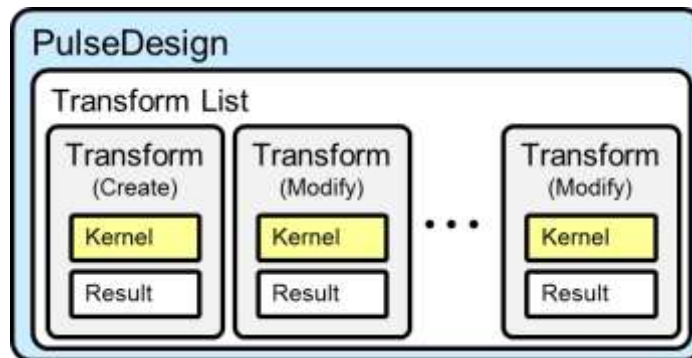 PulseDesign
Transform List
Transform
(Create)
Kernel
Result
Transform
(Modify)
Kernel
Result
• • •
Transform
(Modify)
Kernel
Result